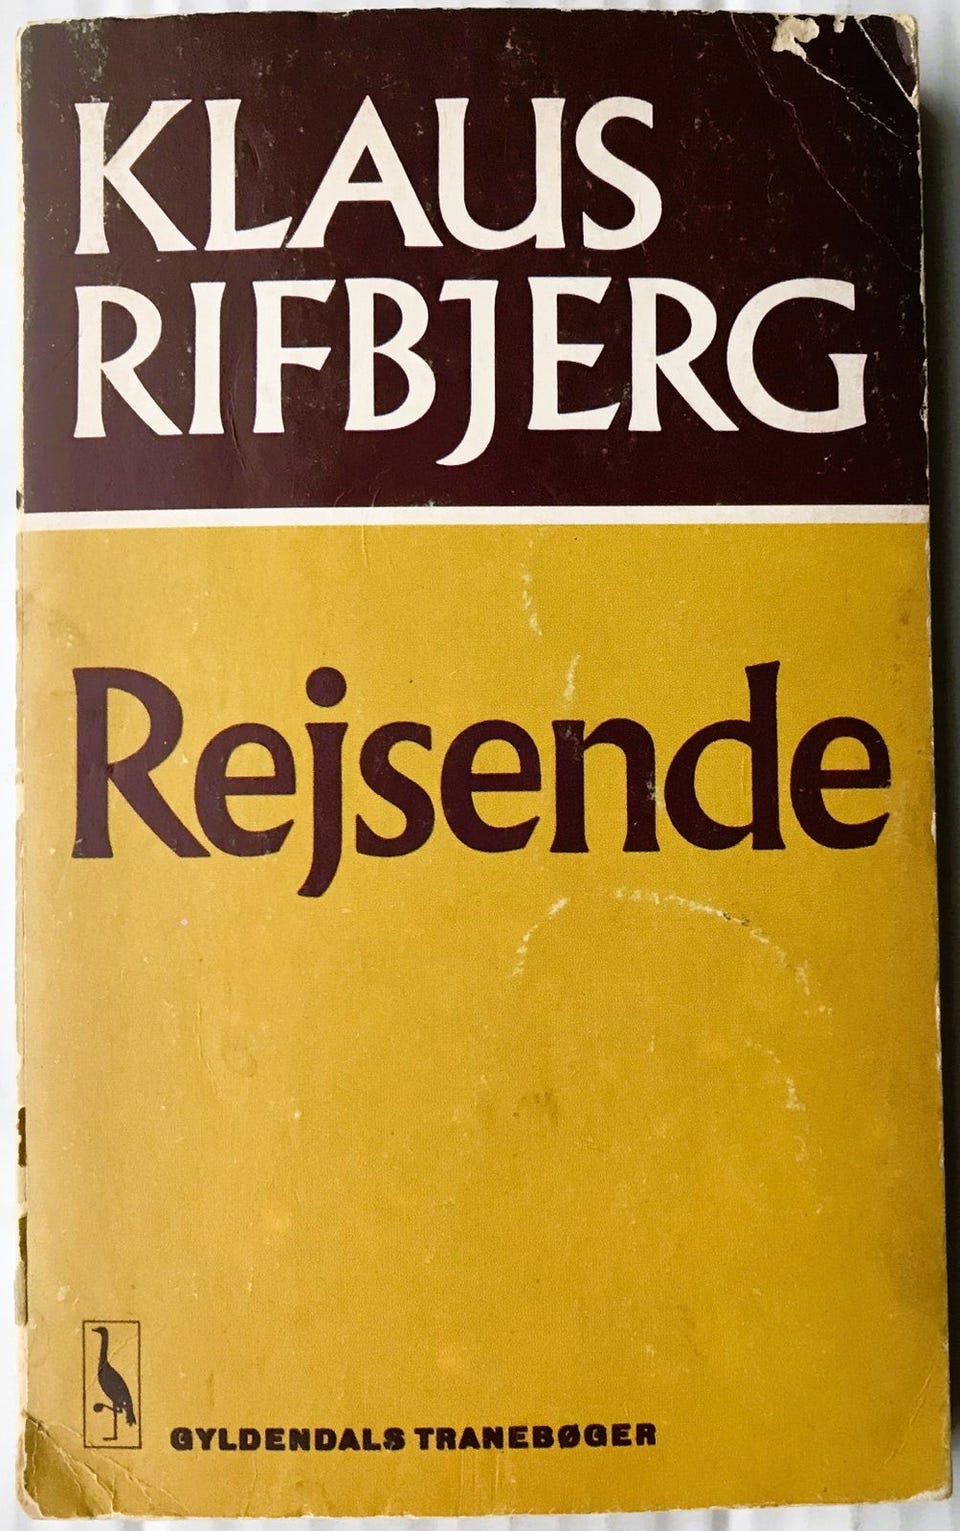 KLAUS
RIFBJERG
Rejsende
GYLDENDALS TRANEBØGER